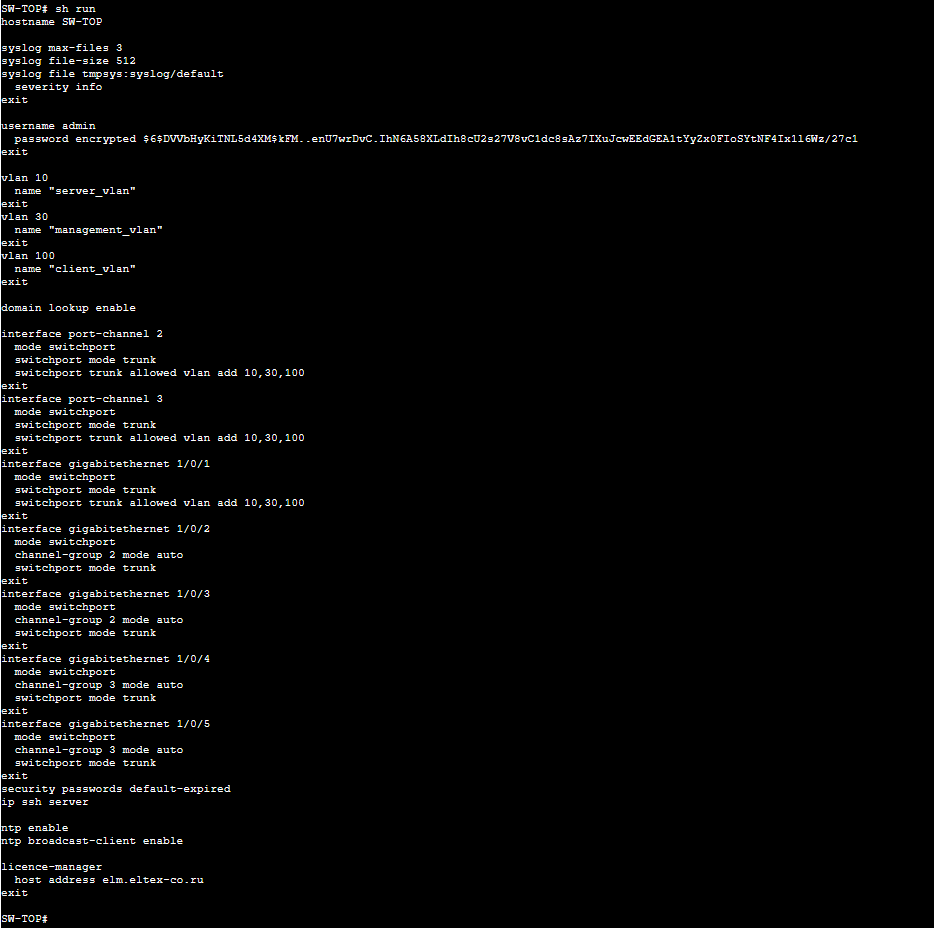 SW-TOP# sh run
hostname SW-TOP
syslog max-files 3
syslog file-size 512
syslog file tmpsys:syslog/default
severity info
exit
username admin
password encrypted $6$DVVbHyKiTNL5d4XM$kFM..enU7wrDvC.IhN6A58XLdIh8cU2s27V8vC1dc8sAz7IXuJcwEEdGEA1tYyZx0FIoSYtNF4Ix1l6Wz/27c1
exit
vlan 10
name "server_vlan"
exit
vlan 30
name "management_vlan"
exit
vlan 100
name "client_vlan"
exit
domain lookup enable
interface port-channel 2
mode switchport
switchport mode trunk
switchport trunk allowed vlan add 10,30,100
exit
interface port-channel 3
mode switchport
switchport mode trunk
switchport trunk allowed vlan add 10,30,100
exit
interface gigabitethernet 1/0/1
mode switchport
switchport mode trunk
switchport trunk allowed vlan add 10,30,100
exit
interface gigabitethernet 1/0/2
mode switchport
channel-group 2 mode auto
switchport mode trunk
exit
interface gigabitethernet 1/0/3
mode switchport
channel-group 2 mode auto
switchport mode trunk
exit
interface gigabitethernet 1/0/4
mode switchport
channel-group 3 mode auto
switchport mode trunk
exit
interface gigabitethernet 1/0/5
mode switchport
channel-group 3 mode auto
switchport mode trunk
exit
security passwords default-expired
ip ssh server
ntp enable
ntp broadcast-client enable
licence-manager
host address elm.eltex-co.ru
exit
SW-TOP#